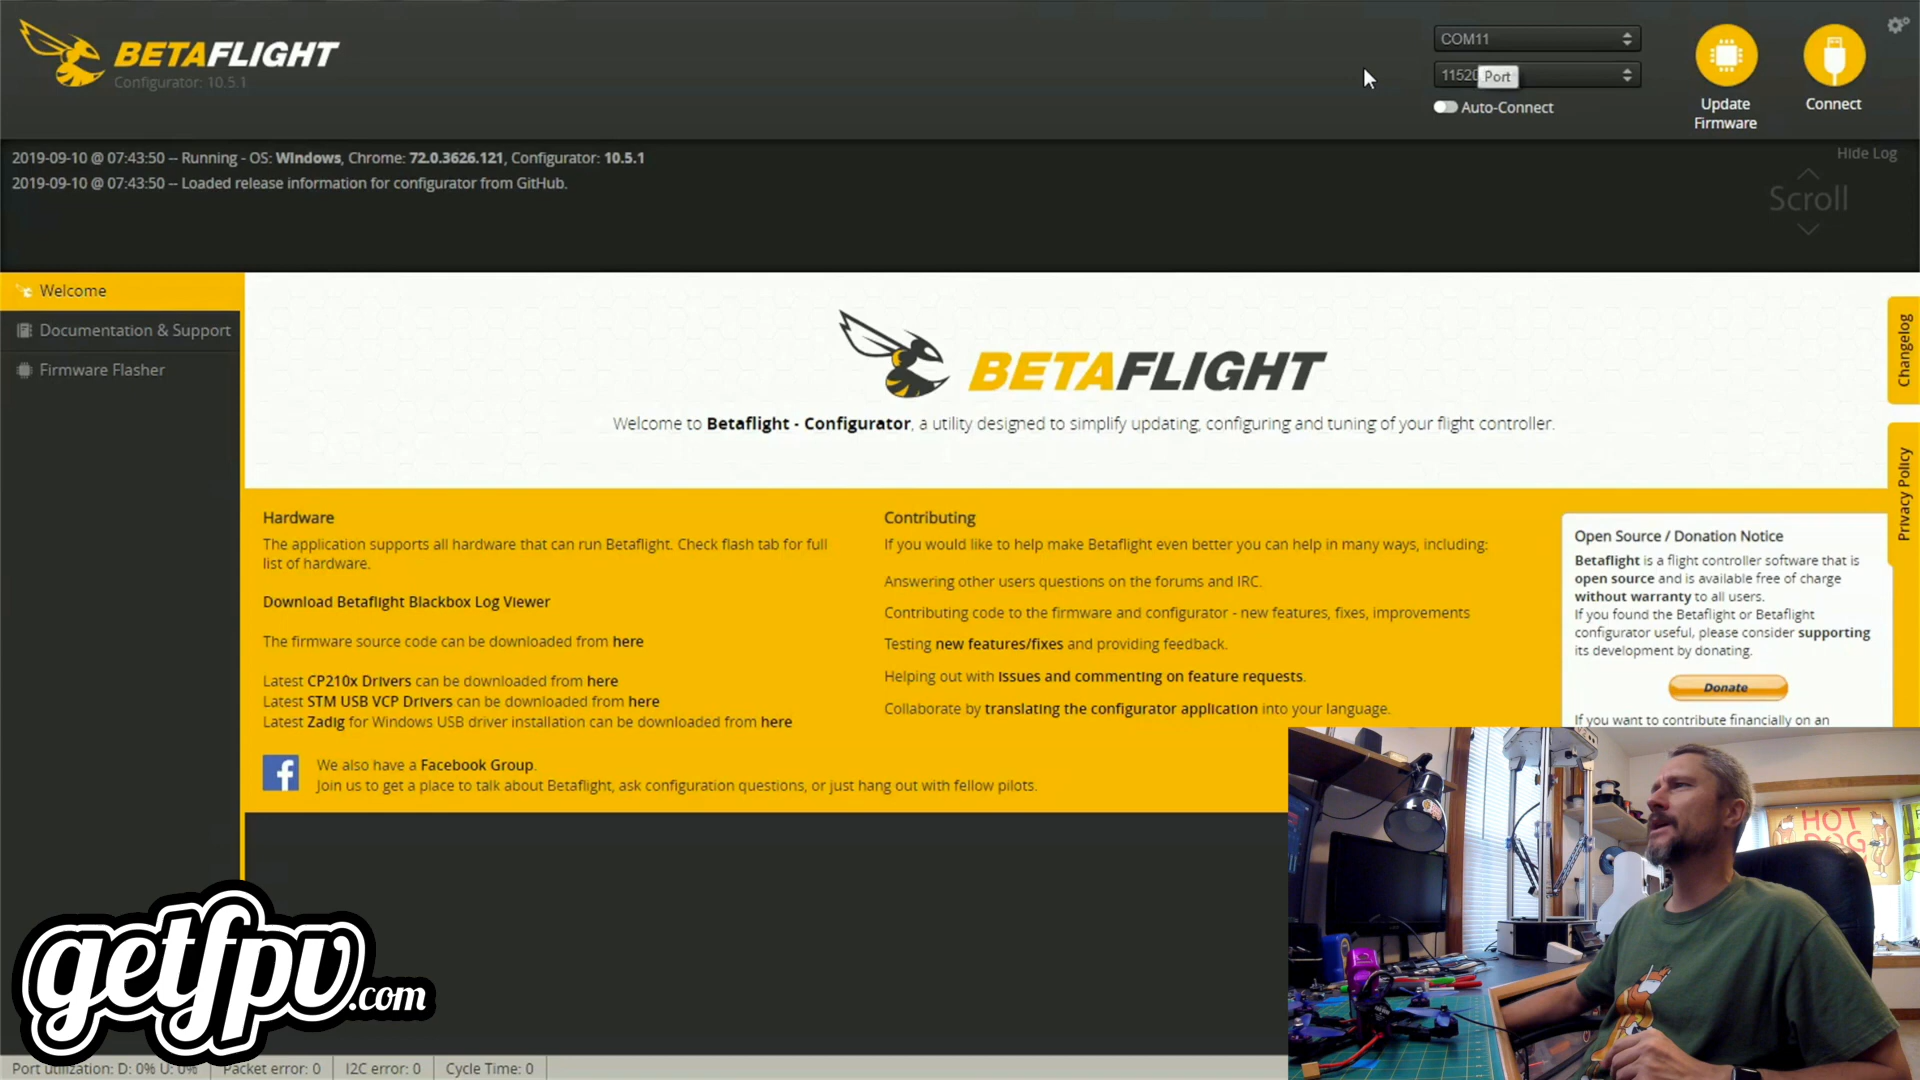 BETAFLIGHT
Configurator: 10.5.1
COM11
11520
Port
Auto-Connect
Update
Firmware
Connect
2019-09-10 @ 07:43:50 -- Running - OS: Windows, Chrome: 72.0.3626.121, Configurator: 10.5.1
2019-09-10 @ 07:43:50 -- Loaded release information for configurator from GitHub.
Hide Log
Scroll
Welcome
Documentation & Support
Firmware Flasher
BETAFLIGHT
Welcome to Betaflight - Configurator, a utility designed to simplify updating, configuring and tuning of your flight controller.
Changelog
Privacy Policy
Hardware
The application supports all hardware that can run Betaflight. Check flash tab for full
list of hardware.
Download Betaflight Blackbox Log Viewer
The firmware source code can be downloaded from here
Latest CP210x Drivers can be downloaded from here
Latest STM USB VCP Drivers can be downloaded from here
Latest Zadig for Windows USB driver installation can be downloaded from here
We also have a Facebook Group.
Join us to get a place to talk about Betaflight, ask configuration questions, or just hang out with fellow pilots.
Contributing
If you would like to help make Betaflight even better you can help in many ways, including:
Answering other users questions on the forums and IRC.
Contributing code to the firmware and configurator - new features, fixes, improvements
Testing new features/fixes and providing feedback.
Helping out with issues and commenting on feature requests.
Collaborate by translating the configurator application into your language.
Open Source / Donation Notice
Betaflight is a flight controller software that is
open source and is available free of charge
without warranty to all users.
If you found the Betaflight or Betaflight
configurator useful, please consider supporting
its development by donating.
Donate
If you want to contribute financially on an
HOT
DOG
getfpv.com
Port utilization: D: 0% U: 0%
Packet error: 0
I2C error: 0
Cycle Time: 0